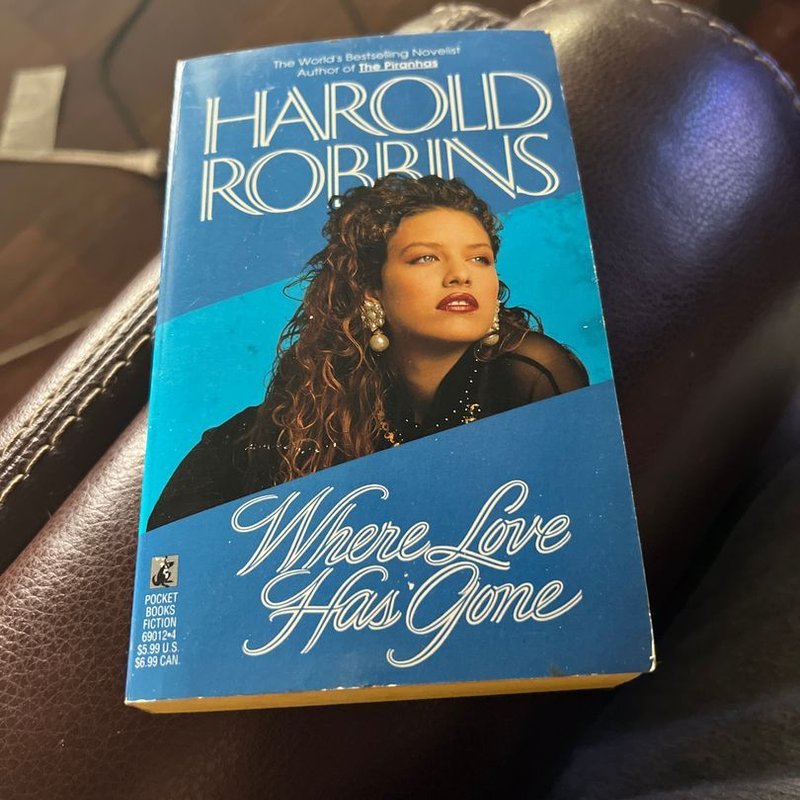 The World's Bestselling Novelist
Author of The Piranhas
HAROLD
ROBBINS
Where Love
Has Gone
POCKET
BOOKS
FICTION
69012•4
$5.99 U.S.
$6.99 CAN.